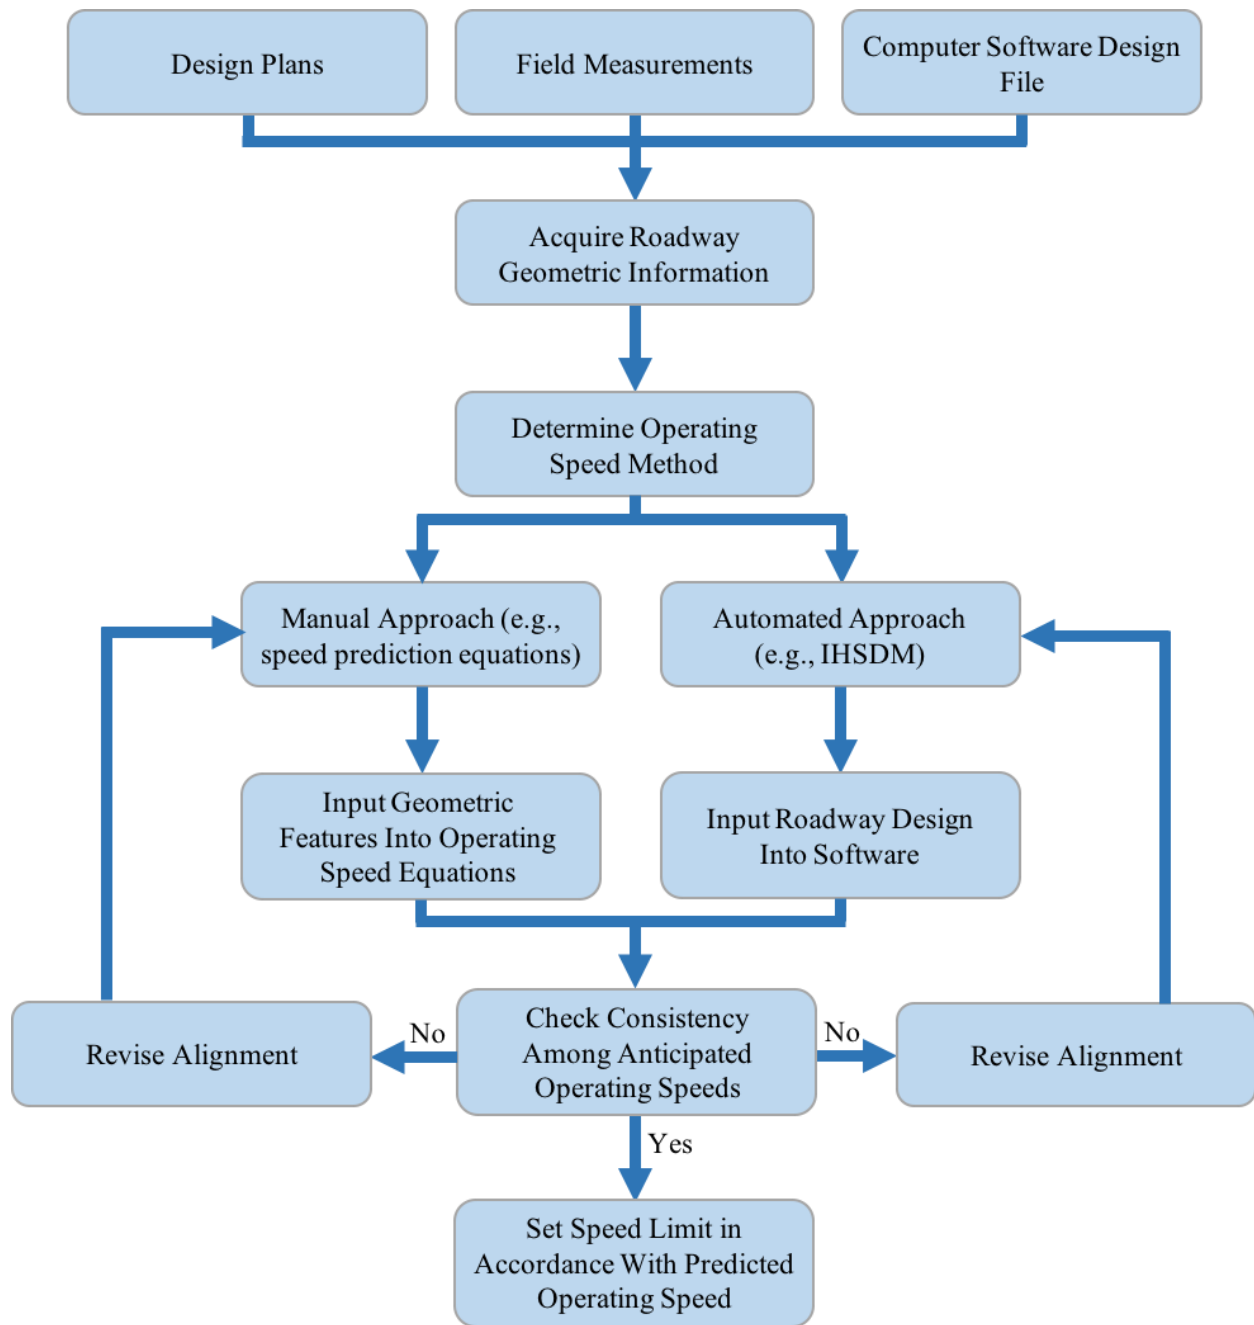 Design Plans
Field Measurements
Computer Software Design
File
Acquire Roadway
Geometric Information
Determine Operating
Speed Method
Manual Approach (e.g.,
speed prediction equations)
Automated Approach
(e.g., IHSDM)
Input Geometric
Features Into Operating
Speed Equations
Input Roadway Design
Into Software
Revise Alignment
No
Check Consistency
Among Anticipated
Operating Speeds
No
Revise Alignment
Yes
Set Speed Limit in
Accordance With Predicted
Operating Speed